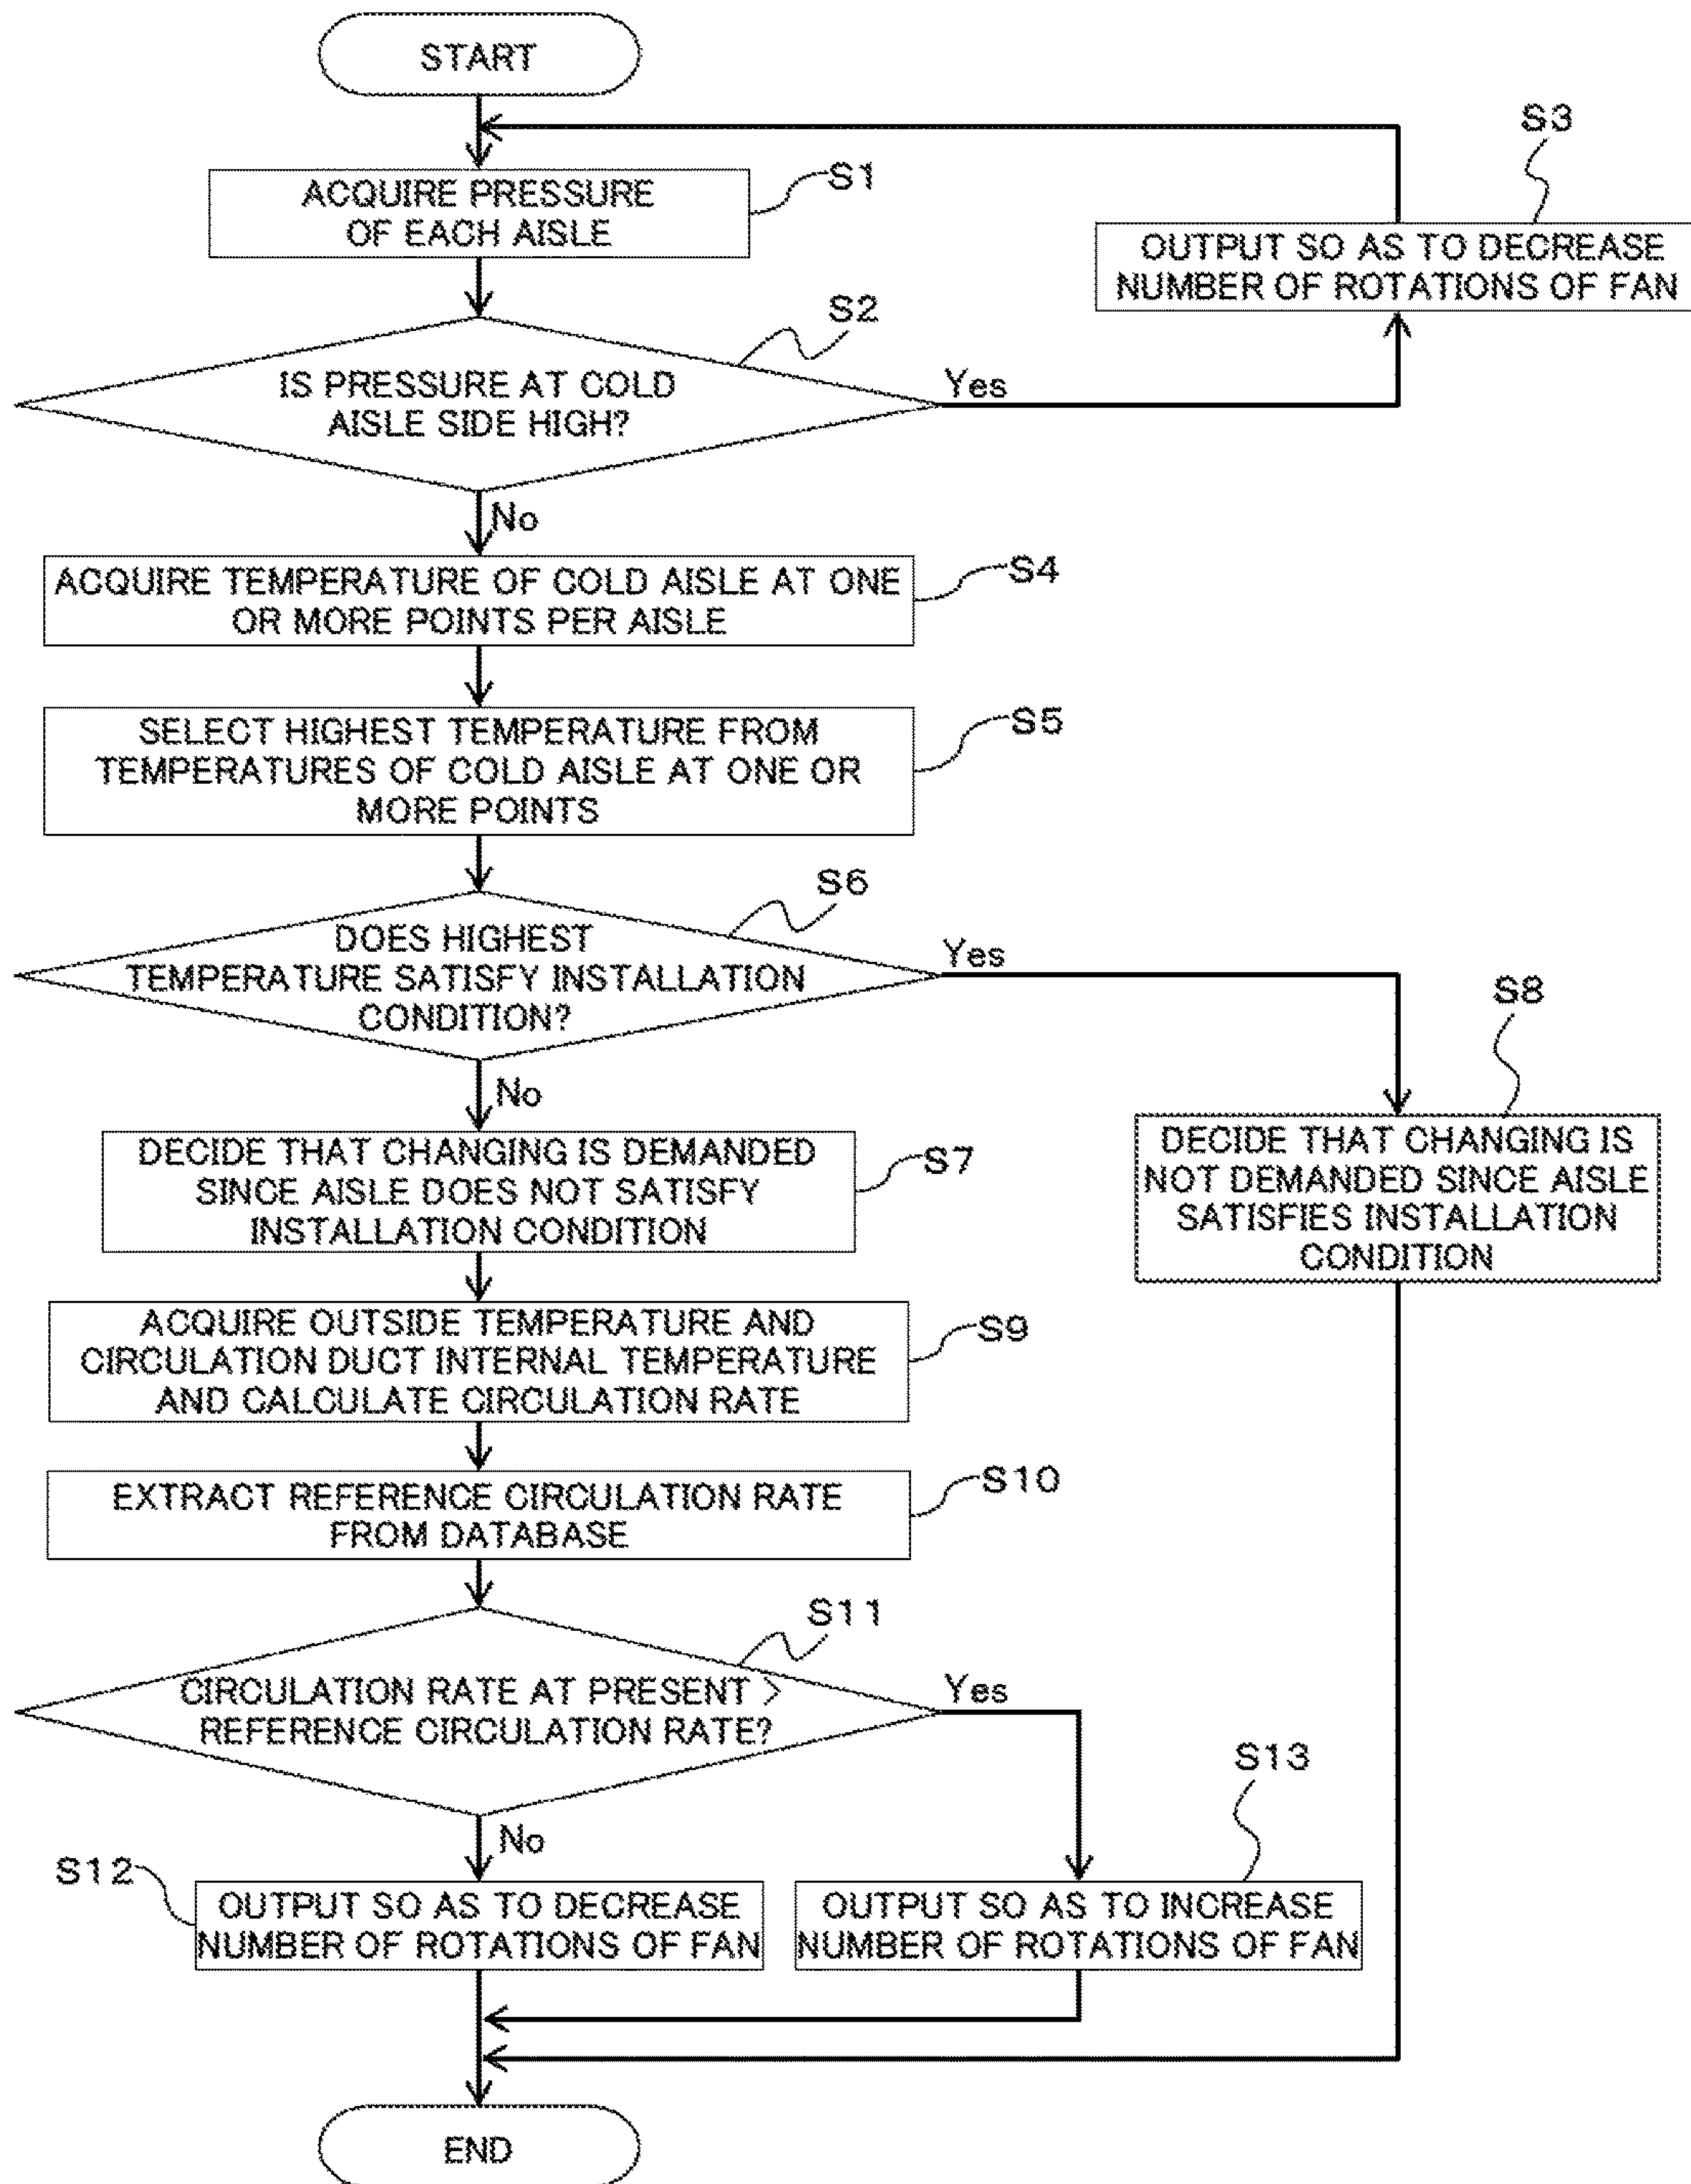 START
S3
ACQUIRE PRESSURE
OF EACH AISLE
S1
OUTPUT SO AS TO DECREASE
NUMBER OF ROTATIONS OF FAN
S2
IS PRESSURE AT COLD
AISLE SIDE HIGH?
Yes
No
ACQUIRE TEMPERATURE OF COLD AISLE AT ONE
OR MORE POINTS PER AISLE
S4
SELECT HIGHEST TEMPERATURE FROM
TEMPERATURES OF COLD AISLE AT ONE OR
MORE POINTS
S5
S6
DOES HIGHEST
TEMPERATURE SATISFY INSTALLATION
CONDITION?
Yes
No
S8
DECIDE THAT CHANGING IS DEMANDED
SINCE AISLE DOES NOT SATISFY
INSTALLATION CONDITION
S7
DECIDE THAT CHANGING IS
NOT DEMANDED SINCE AISLE
SATISFIES INSTALLATION
CONDITION
ACQUIRE OUTSIDE TEMPERATURE AND
CIRCULATION DUCT INTERNAL TEMPERATURE
AND CALCULATE CIRCULATION RATE
S9
EXTRACT REFERENCE CIRCULATION RATE
FROM DATABASE
S10
S11
CIRCULATION RATE AT PRESENT >
REFERENCE CIRCULATION RATE?
Yes
No
S13
S12
OUTPUT SO AS TO DECREASE
NUMBER OF ROTATIONS OF FAN
OUTPUT SO AS TO INCREASE
NUMBER OF ROTATIONS OF FAN
END